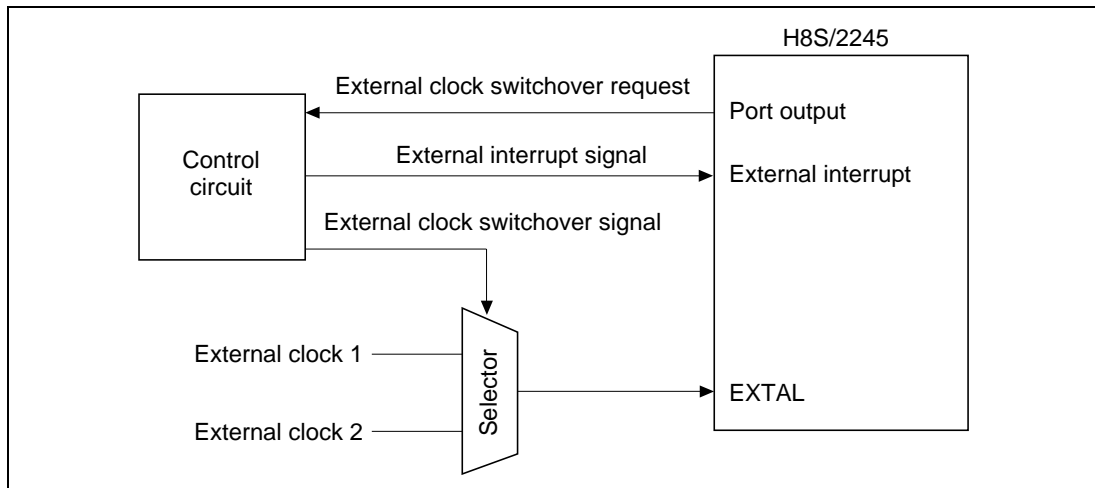 H8S/2245
External clock switchover request
Port output
Control
circuit
External interrupt signal
External interrupt
External clock switchover signal
External clock 1
Selector
External clock 2
EXTAL